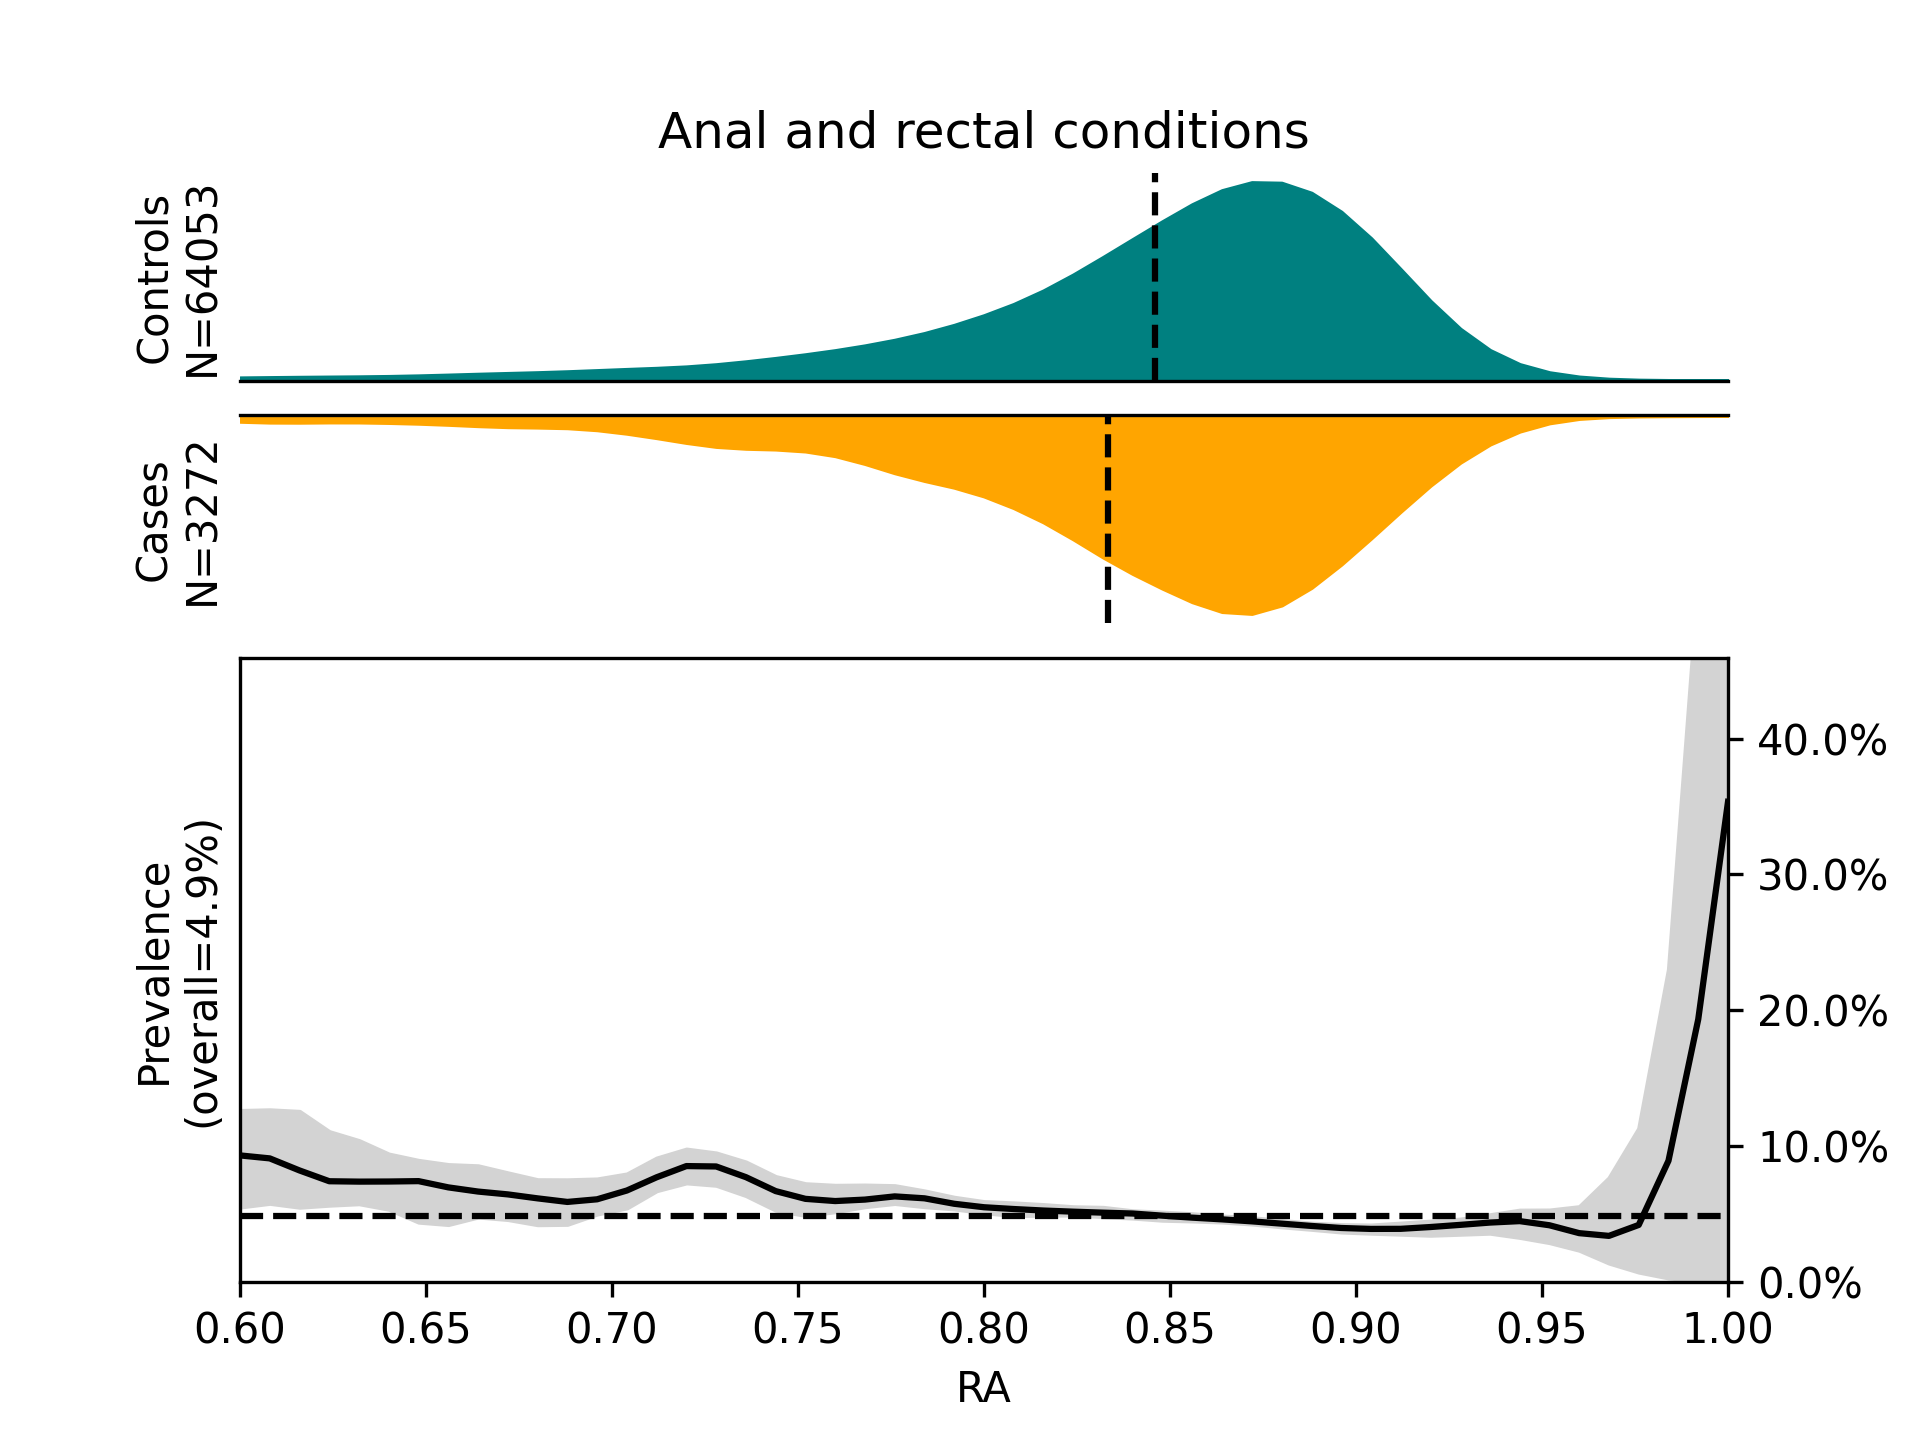 Anal and rectal conditions
Controls
N=64053
Cases
N=3272
Prevalence
(overall=4.9%)
40.0%
30.0%
20.0%
10.0%
0.0%
0.60 0.65 0.70 0.75 0.80 0.85 0.90 0.95 1.00
RA